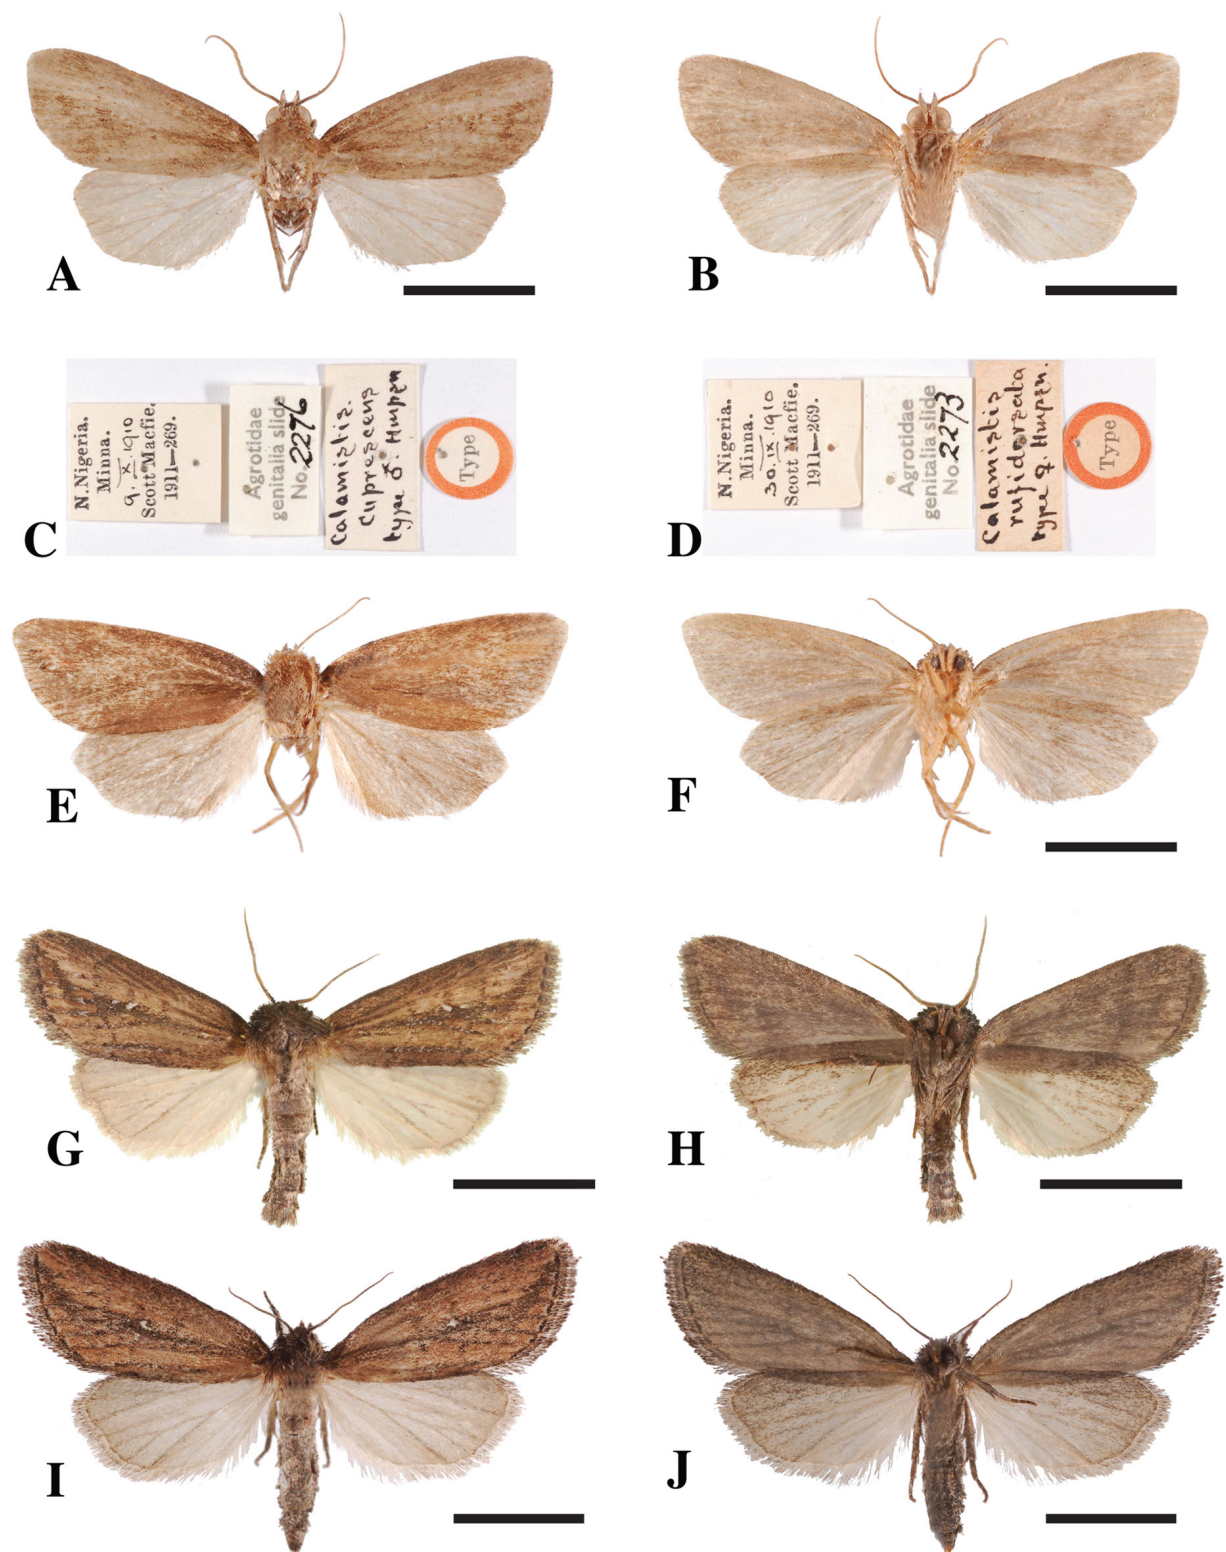 A
B
N.Nigeria.
Minna.
9.X.1910
Scott Macfie.
1911—269.
Agrotidae
genitalia slide
No. 2276
Calamistis.
cuprescens
type ♂. Hmpsn
Type
C
N.Nigeria.
Minna.
30.IX.1910
Scott Macfie.
1911—269.
Agrotidae
genitalia slide
No. 2273
Calamistis
rufidorsata
type ♀. Hmpsn.
Type
D
E
F
G
H
I
J